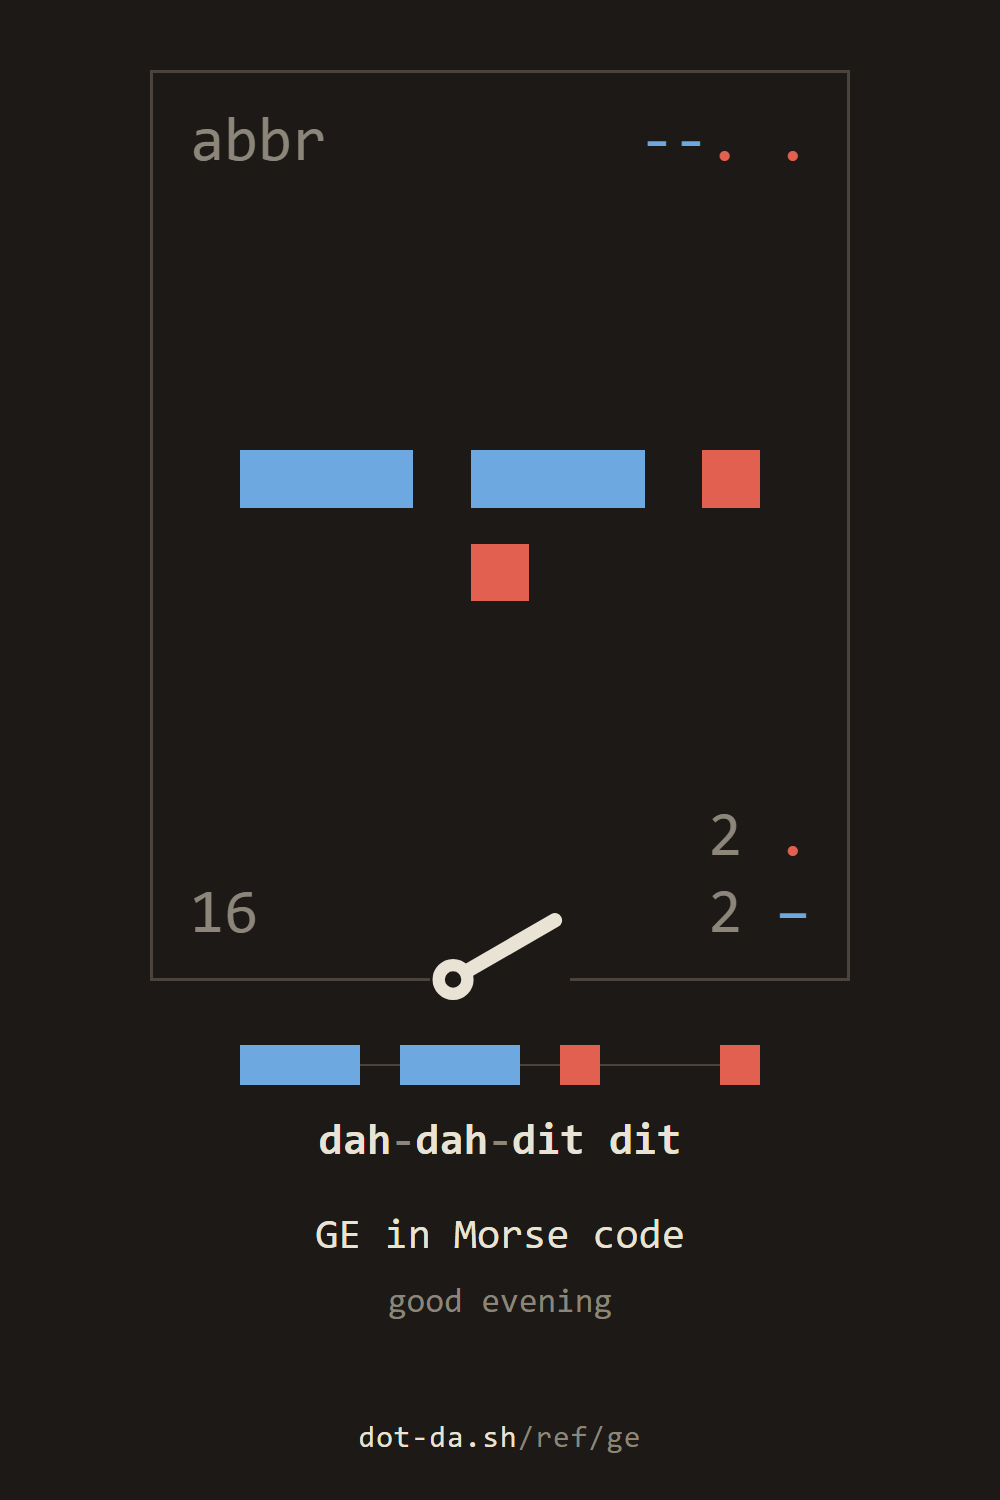 abbr --. .
2 .
16 2 -
dah-dah-dit dit
GE in Morse code
good evening
dot-da.sh/ref/ge